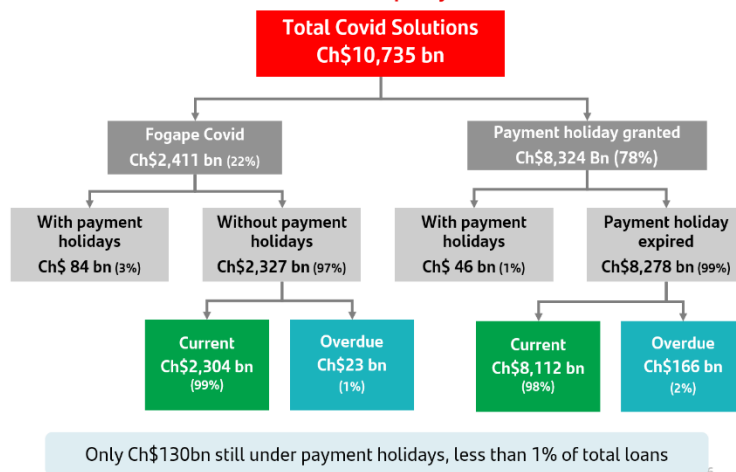 Total Covid Solutions
Ch$10,735 bn
Fogape Covid
Ch$2,411 bn (22%)
Payment holiday granted
Ch$8,324 Bn (78%)
With payment
holidays
Ch$ 84 bn (3%)
Without payment
holidays
Ch$2,327 bn (97%)
With payment
holidays
Ch$ 46 bn (1%)
Payment holiday
expired
Ch$8,278 bn (99%)
Current
Ch$2,304 bn
(99%)
Overdue
Ch$23 bn
(1%)
Current
Ch$8,112 bn
(98%)
Overdue
Ch$166 bn
(2%)
Only Ch$130bn still under payment holidays, less than 1% of total loans